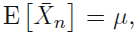 E[X̄ₙ] = μ,